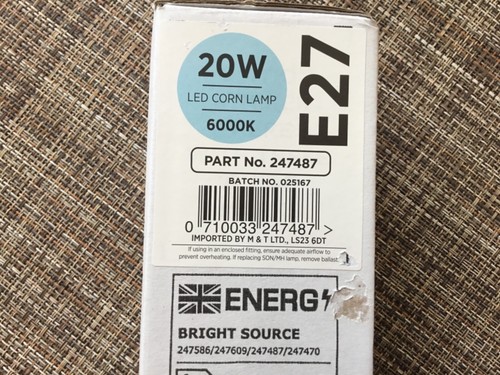 20W
LED CORN LAMP
6000K
E27
PART No. 247487
BATCH NO. 025167
0 710033 247487 >
IMPORTED BY M & T LTD., LS23 6DT
If using in an enclosed fitting, ensure adequate airflow to
prevent overheating. If replacing SON/MH lamp, remove ballast
ENERG
BRIGHT SOURCE
247586/247609/247487/247470